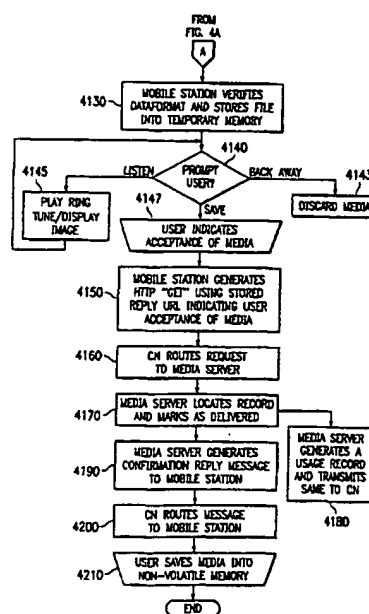 FROM
FIG. 4A
A
4130
MOBILE STATION VERIFIES
DATAFORMAT AND STORES FILE
INTO TEMPORARY MEMORY
4140
PROMPT
USER?
LISTEN
BACK AWAY
SAVE
4145
PLAY RING
TUNE/DISPLAY
IMAGE
4143
DISCARD MEDIA
4147
USER INDICATES
ACCEPTANCE OF MEDIA
4150
MOBILE STATION GENERATES
HTTP "GET" USING STORED
REPLY URL INDICATING USER
ACCEPTANCE OF MEDIA
4160
CN ROUTES REQUEST
TO MEDIA SERVER
4170
MEDIA SERVER LOCATES RECORD
AND MARKS AS DELIVERED
MEDIA SERVER
GENERATES A
USAGE RECORD
AND TRANSMITS
SAME TO CN
4180
4190
MEDIA SERVER GENERATES
CONFIRMATION REPLY MESSAGE
TO MOBILE STATION
4200
CN ROUTES MESSAGE
TO MOBILE STATION
4210
USER SAVES MEDIA INTO
NON-VOLATILE MEMORY
END